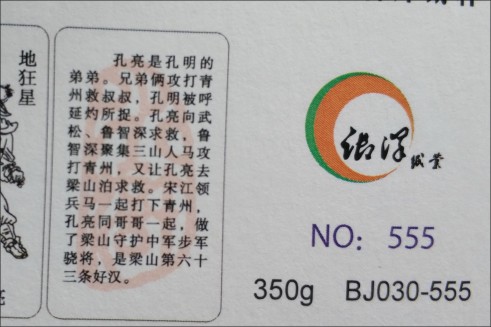 地狂星
孔亮是孔明的
弟弟。兄弟俩攻打青
州救叔叔，孔明被呼
延灼所捉。孔亮向武
松、鲁智深求救，鲁
智深聚集三山人马攻
打青州，又让孔亮去
梁山泊求救。宋江领
兵马一起打下青州，
孔亮同哥哥一起，做
了梁山守护中军步军
骁将，是梁山第六十
三条好汉。
NO: 555
350g BJ030-555